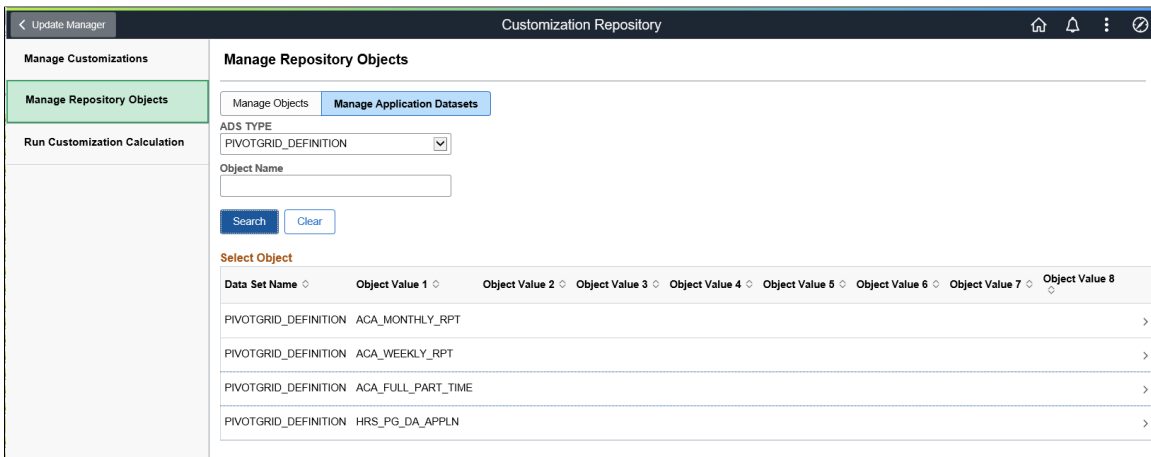 Update Manager
Customization Repository
Manage Customizations
Manage Repository Objects
Run Customization Calculation
Manage Repository Objects
Manage Objects
Manage Application Datasets
ADS TYPE
PIVOTGRID_DEFINITION
Object Name
Search
Clear
Select Object
Data Set Name Object Value 1 Object Value 2 Object Value 3 Object Value 4 Object Value 5 Object Value 6 Object Value 7 Object Value 8
PIVOTGRID_DEFINITION ACA_MONTHLY_RPT
PIVOTGRID_DEFINITION ACA_WEEKLY_RPT
PIVOTGRID_DEFINITION ACA_FULL_PART_TIME
PIVOTGRID_DEFINITION HRS_PG_DA_APPLN